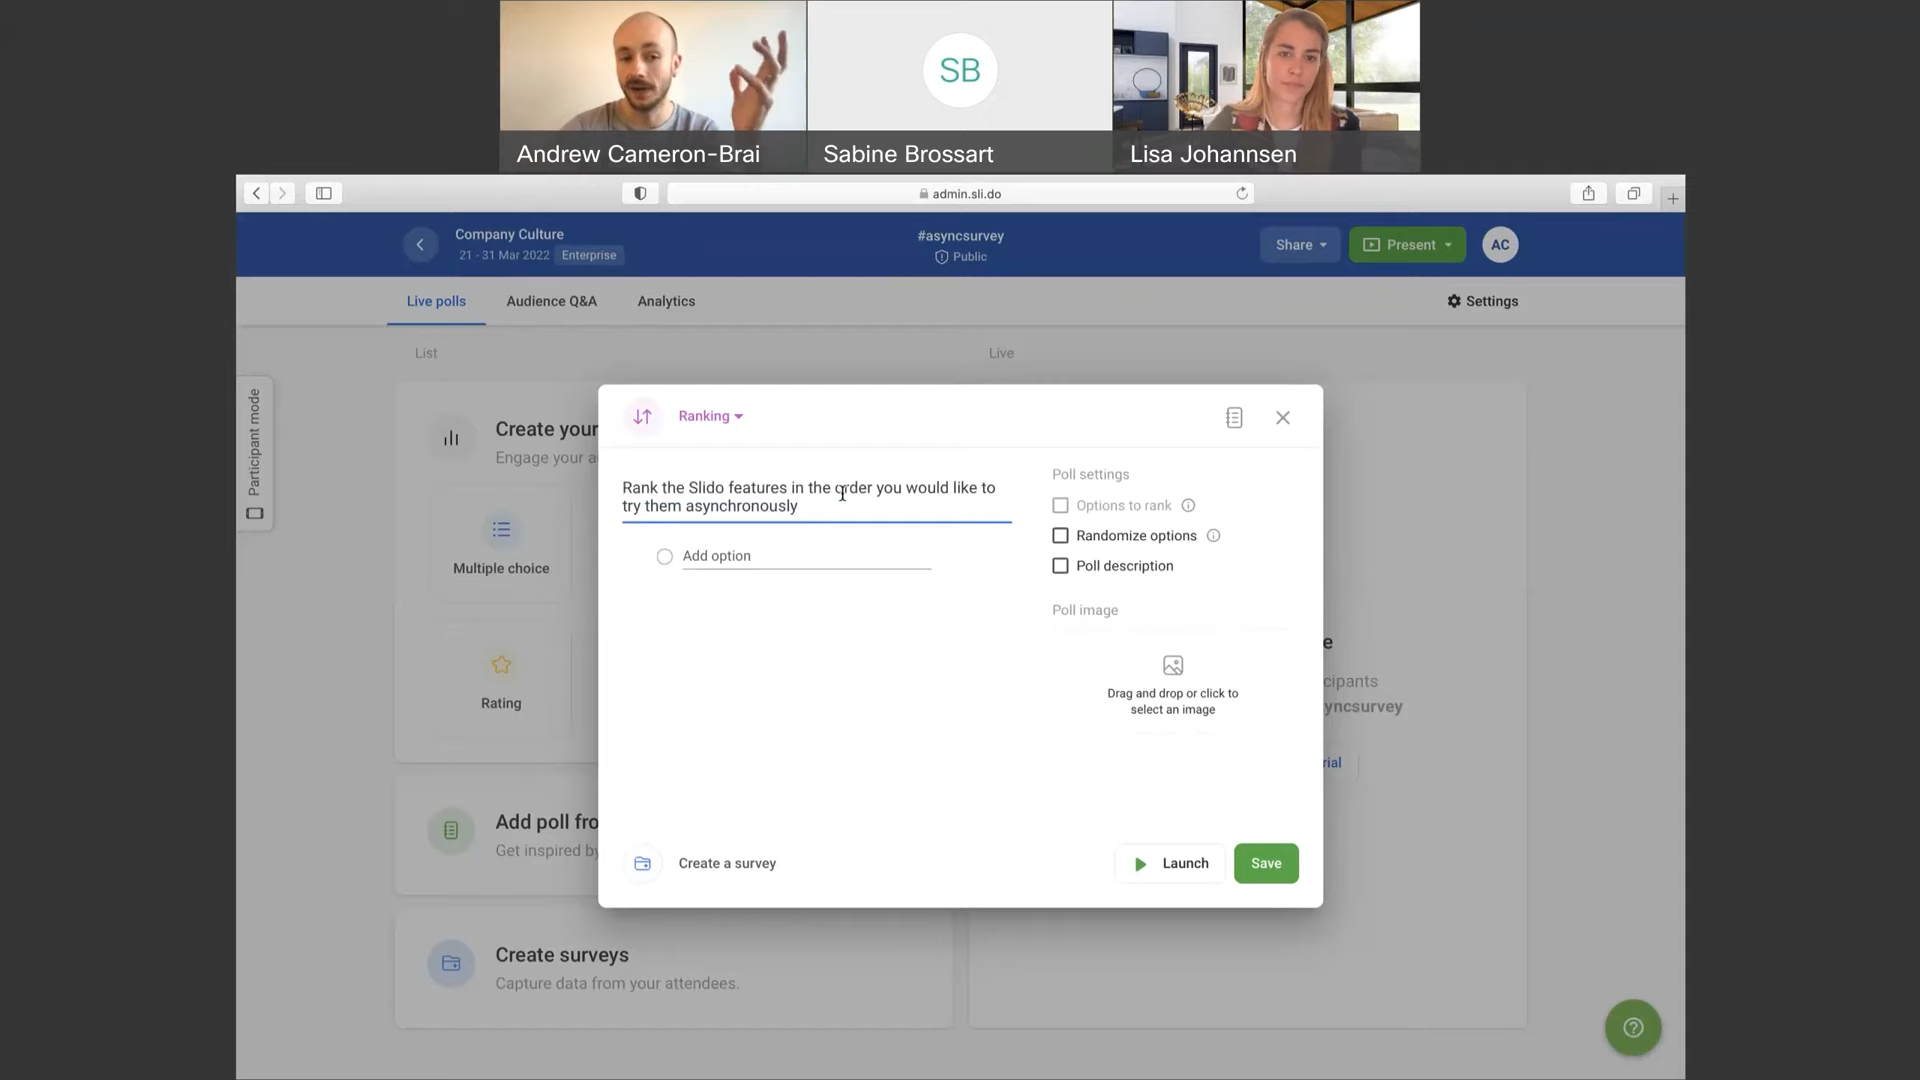 SB
Andrew Cameron-Brai
Sabine Brossart
Lisa Johannsen
admin.sli.do
Company Culture
21 - 31 Mar 2022 Enterprise
#asyncsurvey
Public
Share
Present
AC
Live polls
Audience Q&A
Analytics
Settings
List
Live
Participant mode
Create your
Engage your a
Multiple choice
Rating
Add poll fro
Get inspired by
Create surveys
Capture data from your attendees.
Ranking
Rank the Slido features in the order you would like to
try them asynchronously
Add option
Poll settings
Options to rank
Randomize options
Poll description
Poll image
Drag and drop or click to
select an image
Create a survey
Launch
Save
e
cipants
yncsurvey
rial